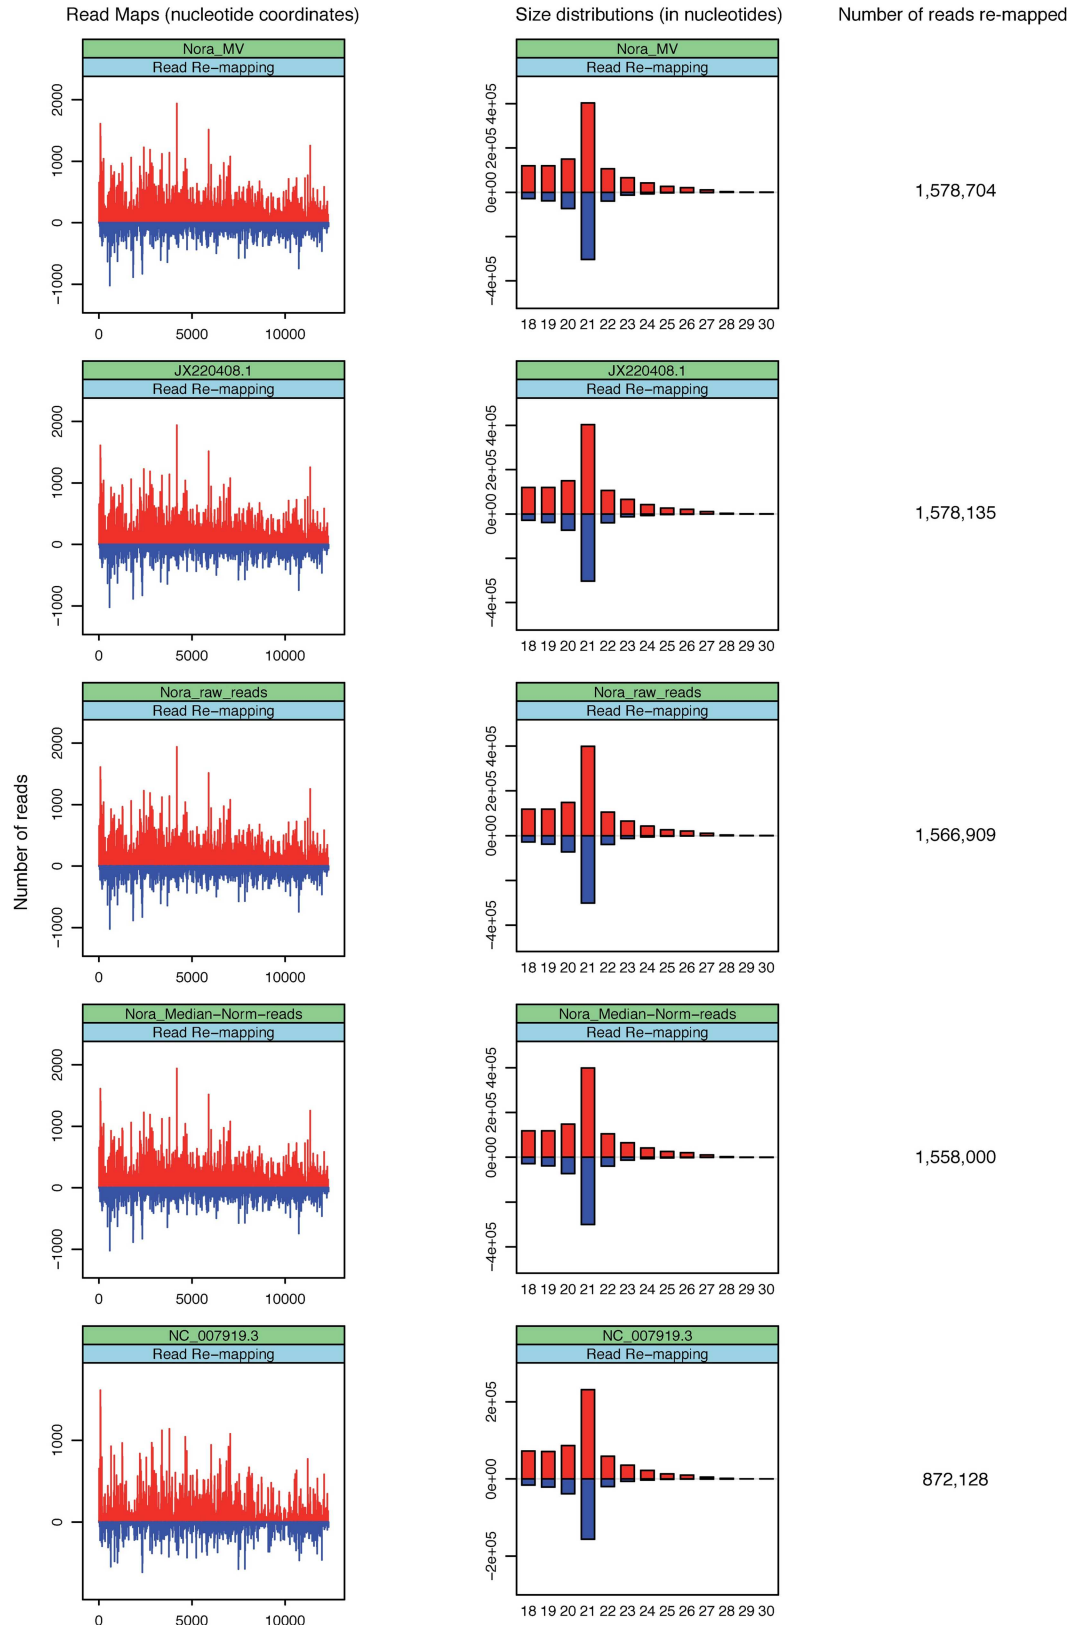 Read Maps (nucleotide coordinates) Size distributions (in nucleotides) Number of reads re-mapped
Nora_MV Nora_MV
Read Re−mapping Read Re−mapping
2000
1000
0
−1000
0 5000 10000
4e+05
2e+05
0e+00
−4e+05
18 19 20 21 22 23 24 25 26 27 28 29 30
1,578,704
JX220408.1 JX220408.1
Read Re−mapping Read Re−mapping
2000
1000
0
−1000
0 5000 10000
4e+05
2e+05
0e+00
−4e+05
18 19 20 21 22 23 24 25 26 27 28 29 30
1,578,135
Number of reads
Nora_raw_reads Nora_raw_reads
Read Re−mapping Read Re−mapping
2000
1000
0
−1000
0 5000 10000
4e+05
2e+05
0e+00
−4e+05
18 19 20 21 22 23 24 25 26 27 28 29 30
1,566,909
Nora_Median−Norm−reads Nora_Median−Norm−reads
Read Re−mapping Read Re−mapping
2000
1000
0
−1000
0 5000 10000
4e+05
2e+05
0e+00
−4e+05
18 19 20 21 22 23 24 25 26 27 28 29 30
1,558,000
NC_007919.3 NC_007919.3
Read Re−mapping Read Re−mapping
1000
0
0 5000 10000
2e+05
0e+00
−2e+05
18 19 20 21 22 23 24 25 26 27 28 29 30
872,128